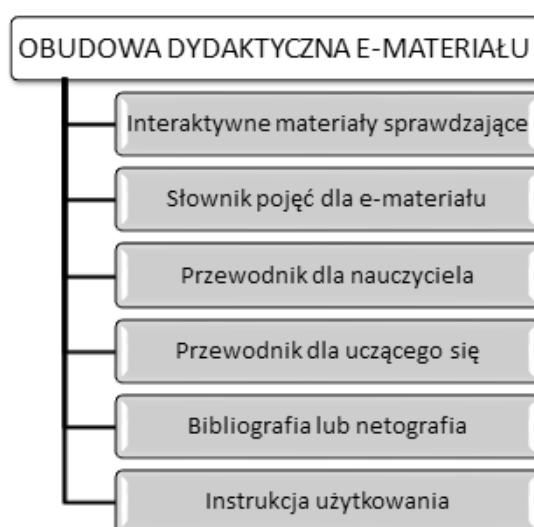 OBUDOWA DYDAKTYCZNA E-MATERIAŁU
Interaktywne materiały sprawdzające
Słownik pojęć dla e-materiału
Przewodnik dla nauczyciela
Przewodnik dla uczącego się
Bibliografia lub netografia
Instrukcja użytkowania